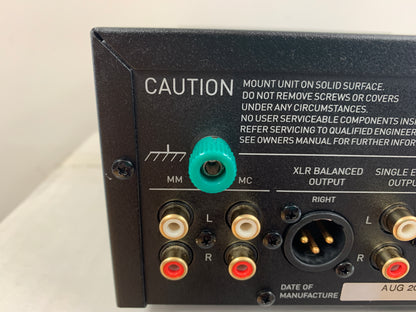 CAUTION
MOUNT UNIT ON SOLID SURFACE.
DO NOT REMOVE SCREWS OR COVERS
UNDER ANY CIRCUMSTANCES.
NO USER SERVICEABLE COMPONENTS INSI
REFER SERVICING TO QUALIFIED ENGINEER
SEE OWNERS MANUAL FOR FURTHER INFOR
MM
MC
XLR BALANCED
OUTPUT
SINGLE E
OUTP
RIGHT
L
R
L
R
DATE OF
MANUFACTURE
AUG 20